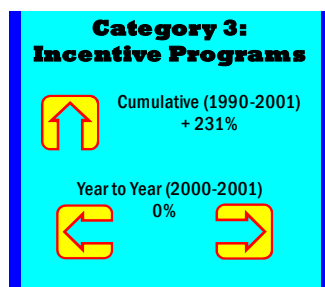 Category 3:
Incentive Programs
Cumulative (1990-2001)
+ 231%
Year to Year (2000-2001)
0%